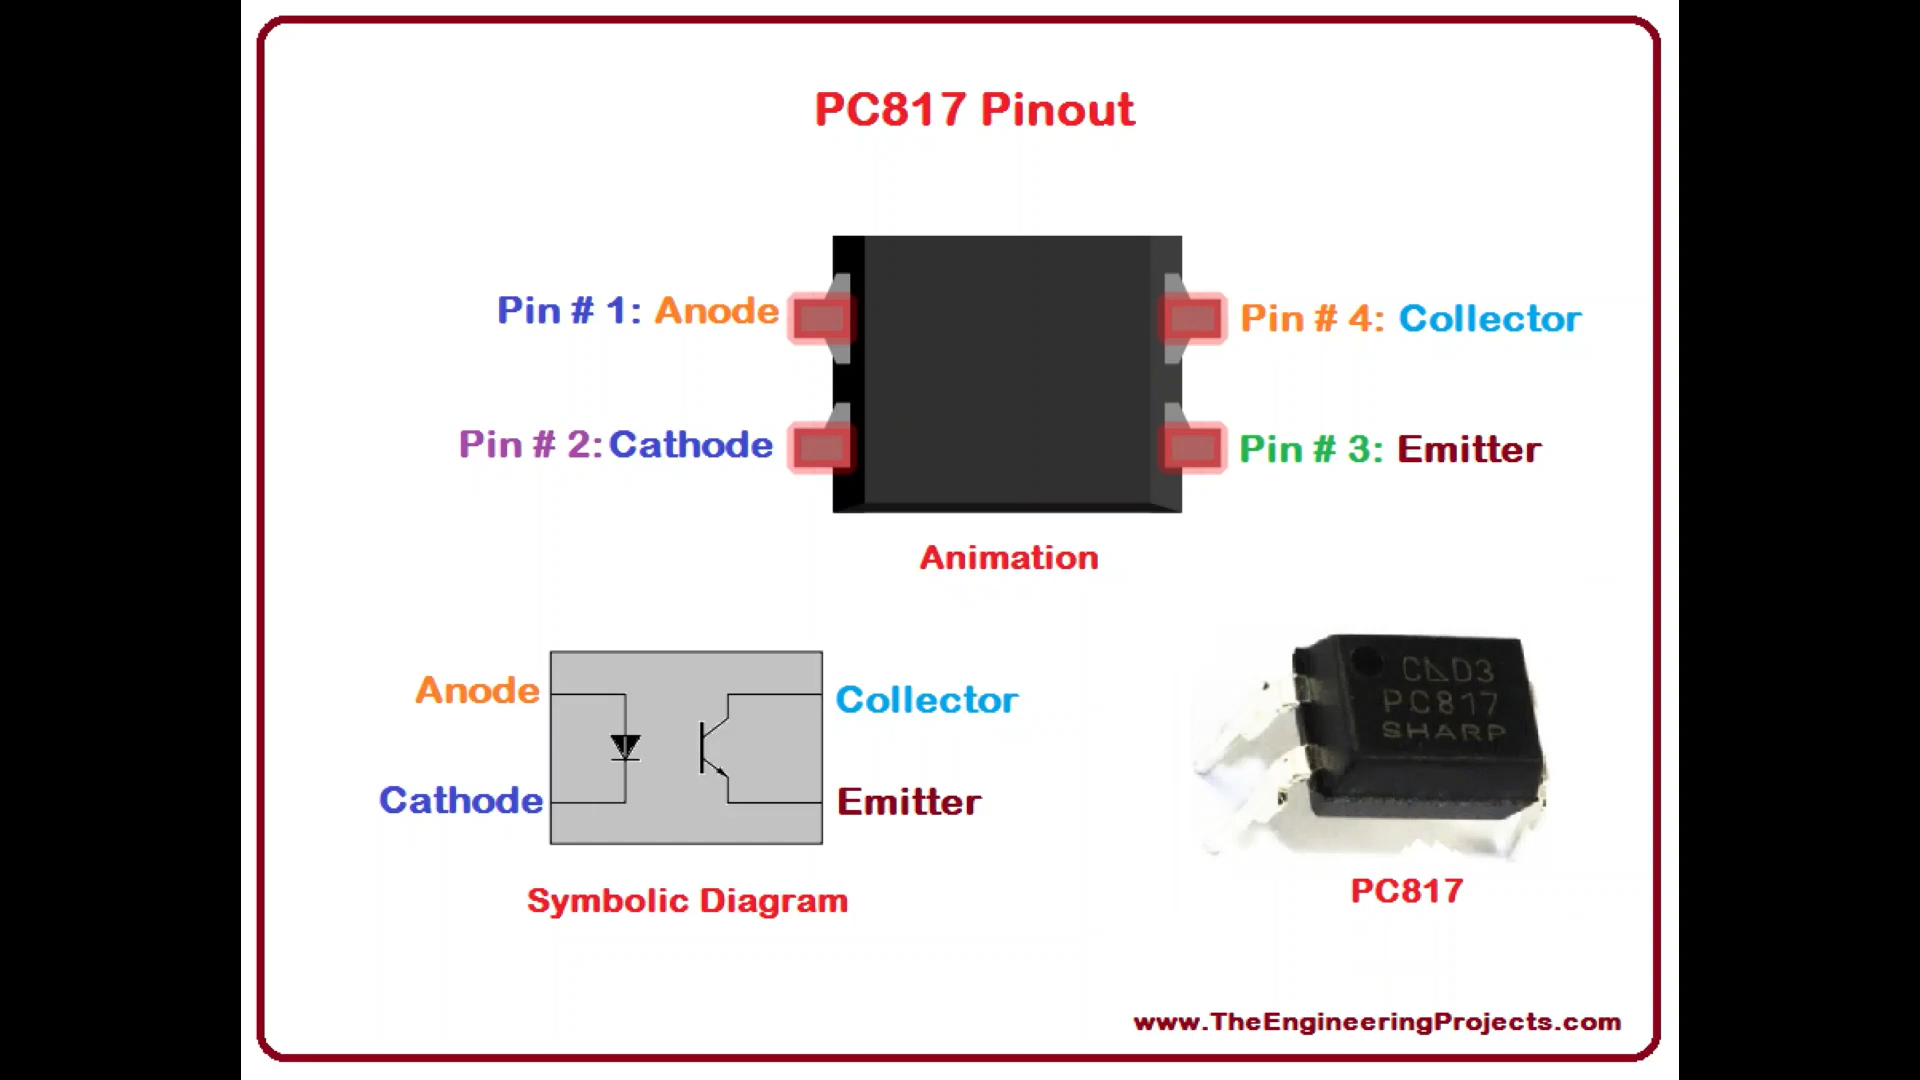 PC817 Pinout
Pin # 1: Anode
Pin # 4: Collector
Pin # 2: Cathode
Pin # 3: Emitter
Animation
Anode
Collector
Cathode
Emitter
Symbolic Diagram
C◺D3
PC817
SHARP
PC817
www.TheEngineeringProjects.com